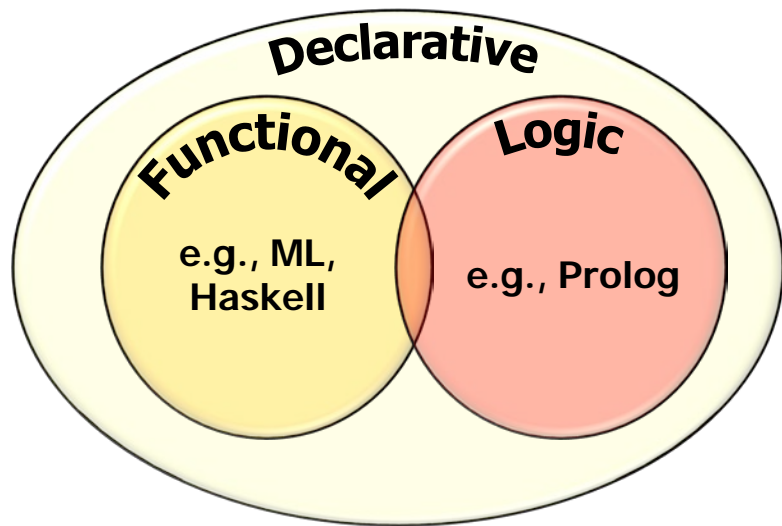 Declarative
Functional
Logic
e.g., ML,
Haskell
e.g., Prolog